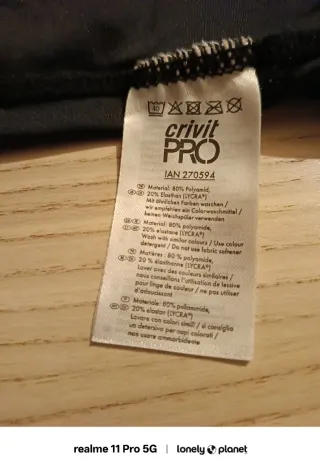 40
crivit
PRO
IAN 270594
Material: 80% Polyamid,
20% Elasthan (LYCRA®)
Mit ähnlichen Farben waschen /
wir empfehlen ein Colorwaschmittel /
keinen Weichspüler verwenden
Material: 80% polyamide,
20% elastane (LYCRA®)
Wash with similar colours / Use colour
detergent / Do not use fabric softener
Matières : 80 % polyamide,
20 % élasthanne (LYCRA®)
Laver avec des couleurs similaires /
nous conseillons l'utilisation de lessive
pour linge de couleur / ne pas utiliser
d'adoucissant
Materiale: 80% poliammide,
20% elastan (LYCRA®)
Lavare con colori simili / si consiglia
un detersivo per capi colorati /
non usare ammorbidente
realme 11 Pro 5G | lonely planet